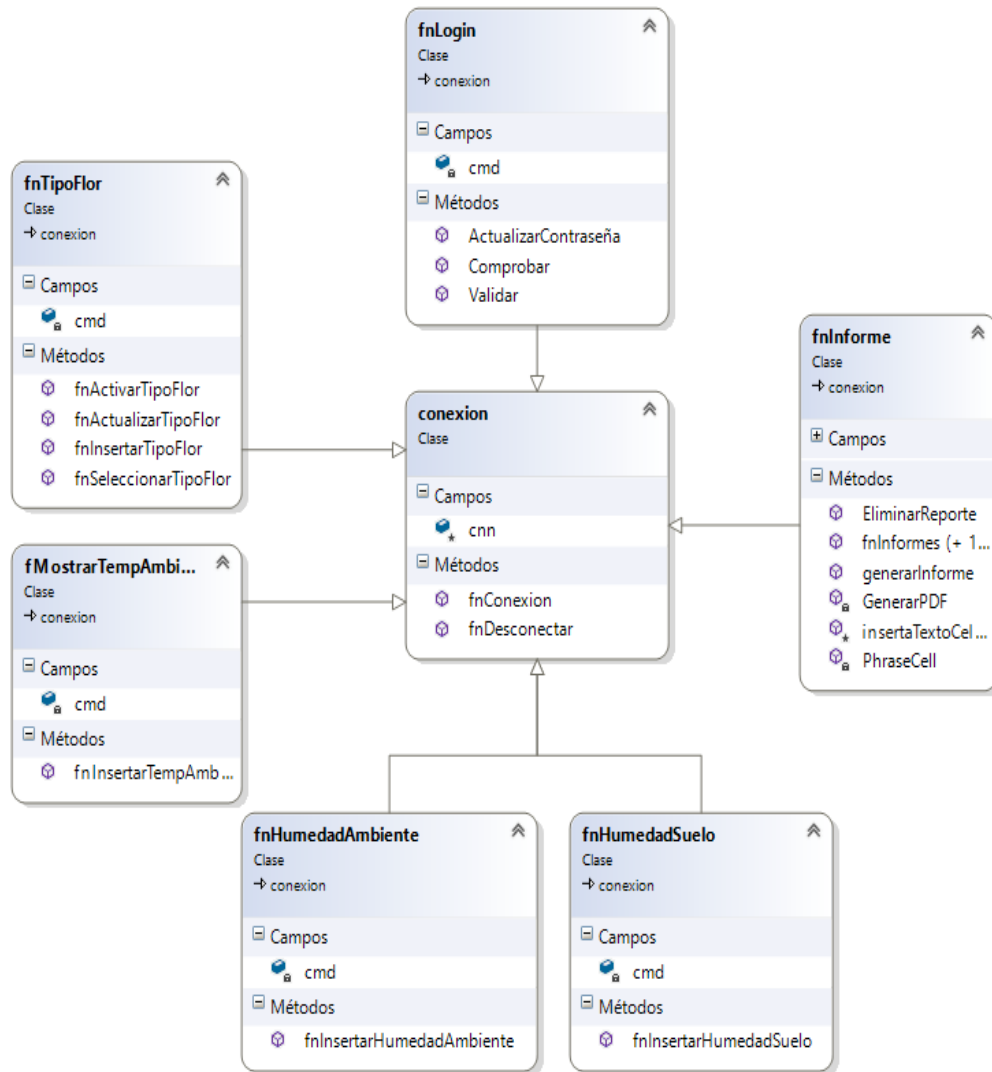 fnLogin
Clase
conexion
Campos
cmd
Métodos
ActualizarContraseña
Comprobar
Validar
fnTipoFlor
Clase
conexion
Campos
cmd
Métodos
fnActivarTipoFlor
fnActualizarTipoFlor
fnInsertarTipoFlor
fnSeleccionarTipoFlor
conexion
Clase
Campos
cnn
Métodos
fnConexion
fnDesconectar
fnInforme
Clase
conexion
Campos
Métodos
EliminarReporte
fnInformes (+ 1...
generarInforme
GenerarPDF
insertaTextoCel...
PhraseCell
fMostrarTempAmbi...
Clase
conexion
Campos
cmd
Métodos
fnInsertarTempAmb...
fnHumedadAmbiente
Clase
conexion
Campos
cmd
Métodos
fnInsertarHumedadAmbiente
fnHumedadSuelo
Clase
conexion
Campos
cmd
Métodos
fnInsertarHumedadSuelo